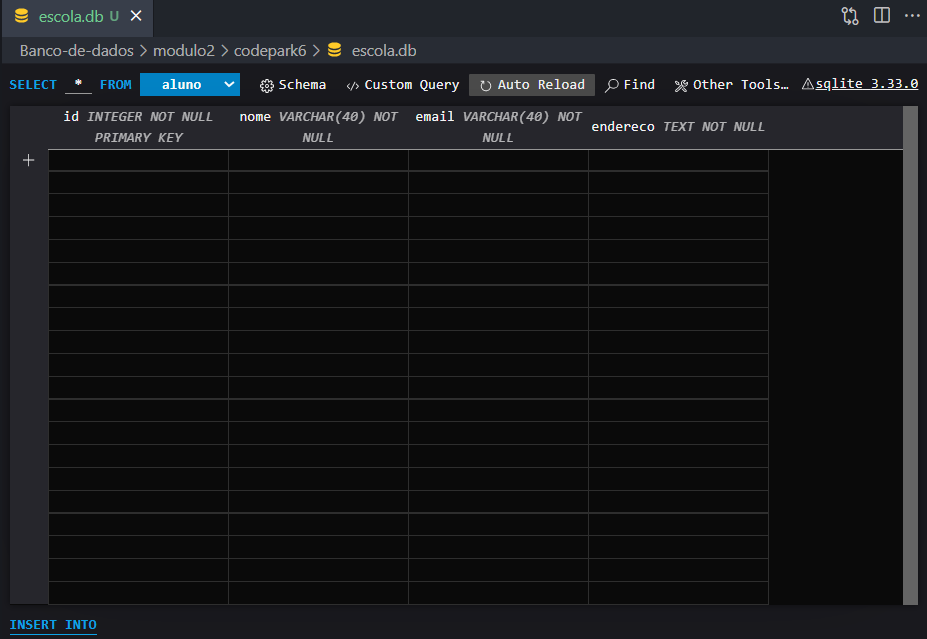 escola.db U
Banco-de-dados > modulo2 > codepark6 > escola.db
SELECT * FROM aluno Schema </> Custom Query Auto Reload Find Other Tools… sqlite 3.33.0
id INTEGER NOT NULL PRIMARY KEY
nome VARCHAR(40) NOT NULL
email VARCHAR(40) NOT NULL
endereco TEXT NOT NULL
+
INSERT INTO